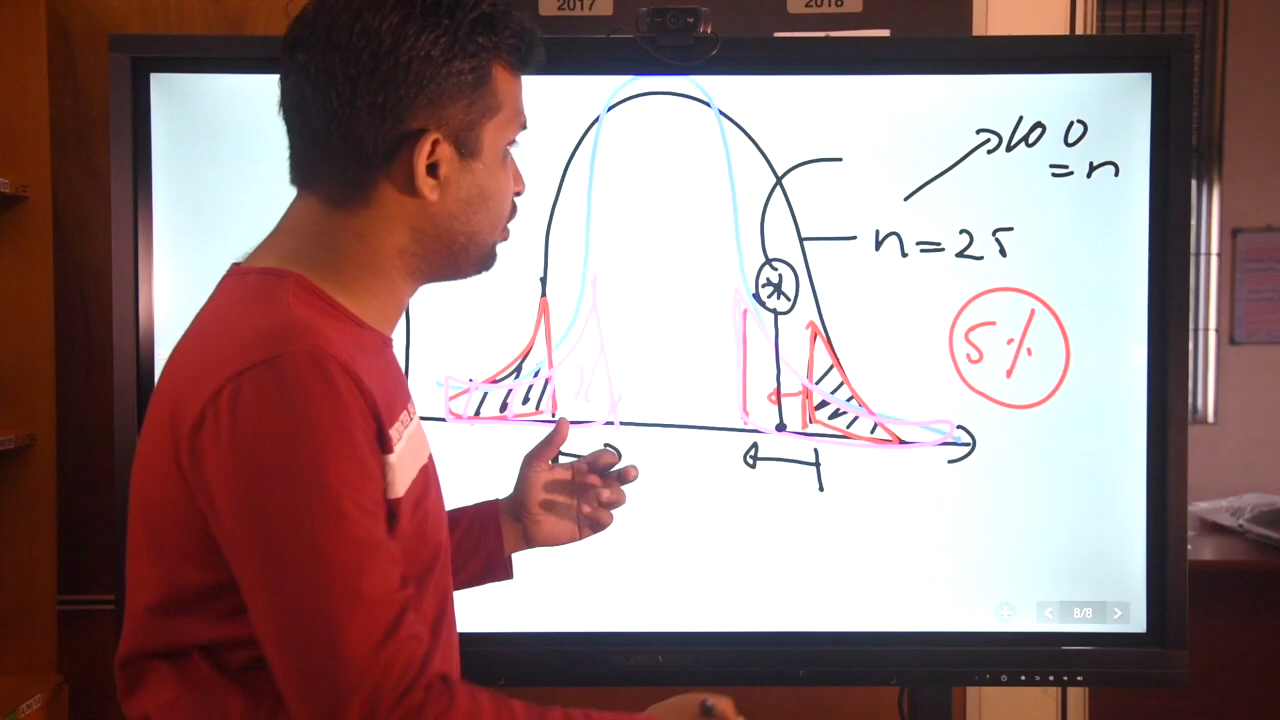 2017
2018
100
= n
n = 25
5%
8/8